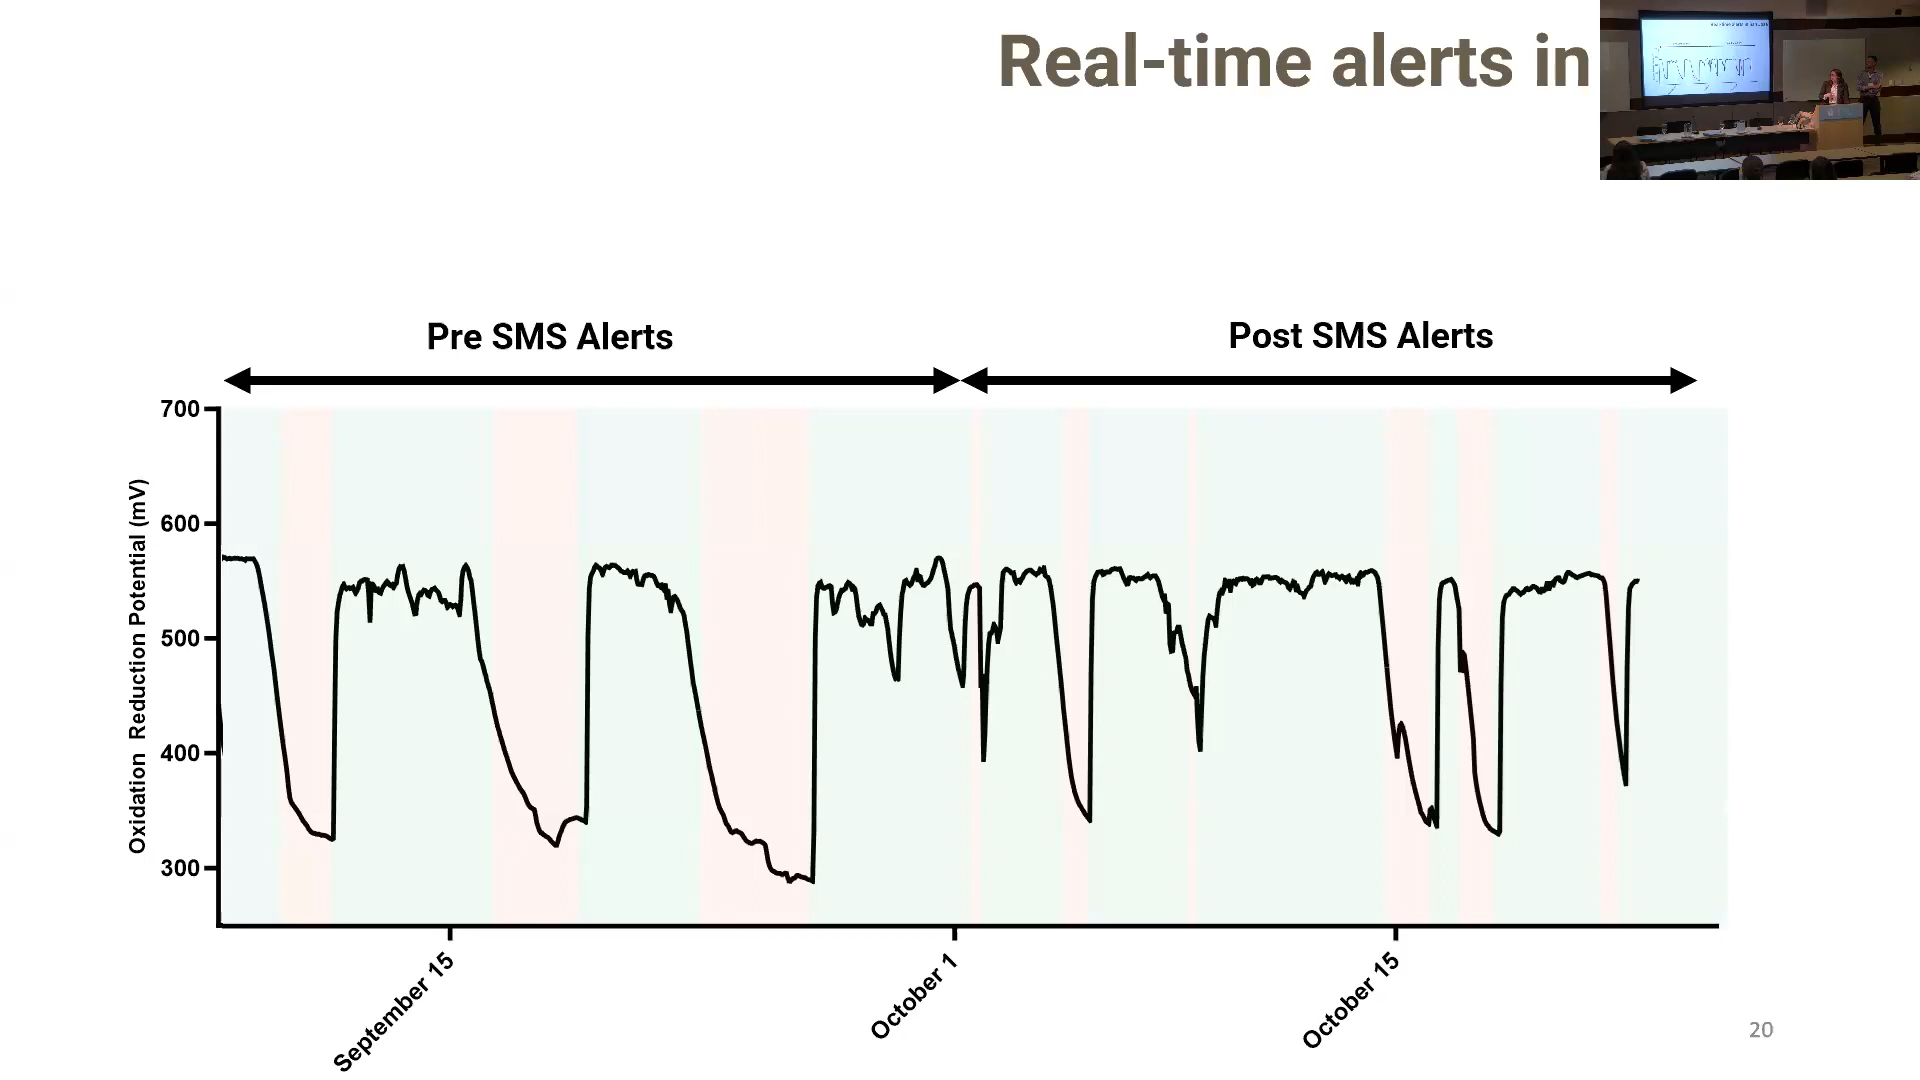 Real-time alerts in
Pre SMS Alerts
Post SMS Alerts
Oxidation Reduction Potential (mV)
700
600
500
400
300
September 15
October 1
October 15
20